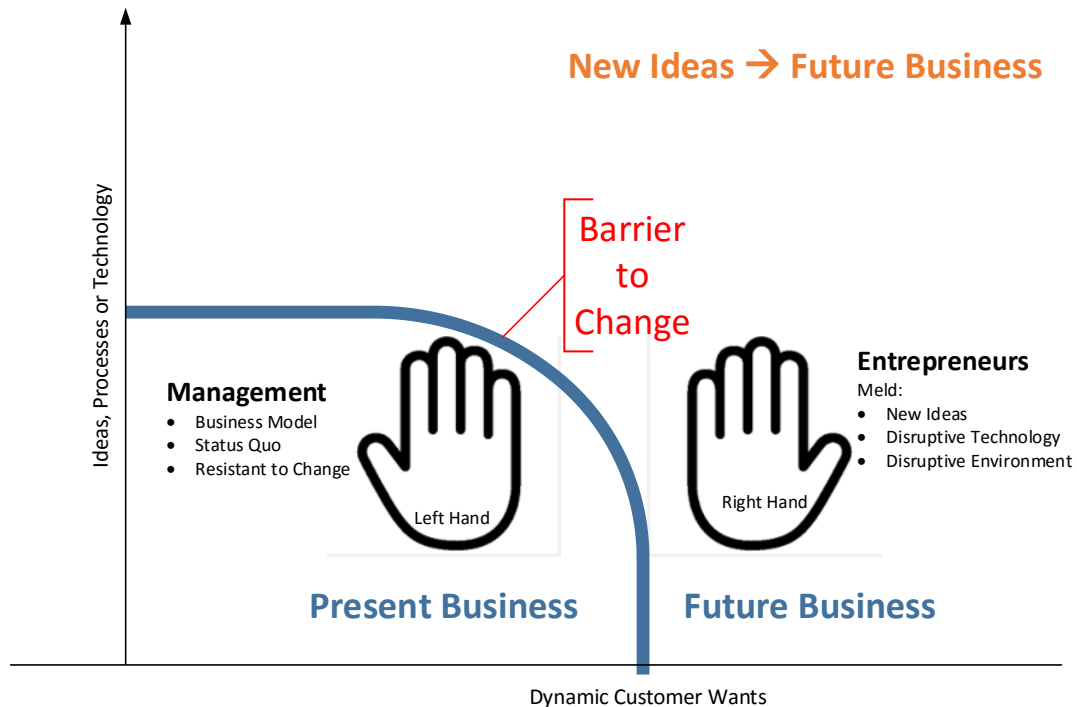 New Ideas → Future Business
Ideas, Processes or Technology
Barrier
to
Change
Management
• Business Model
• Status Quo
• Resistant to Change
Left Hand
Entrepreneurs
Meld:
• New Ideas
• Disruptive Technology
• Disruptive Environment
Right Hand
Present Business
Future Business
Dynamic Customer Wants